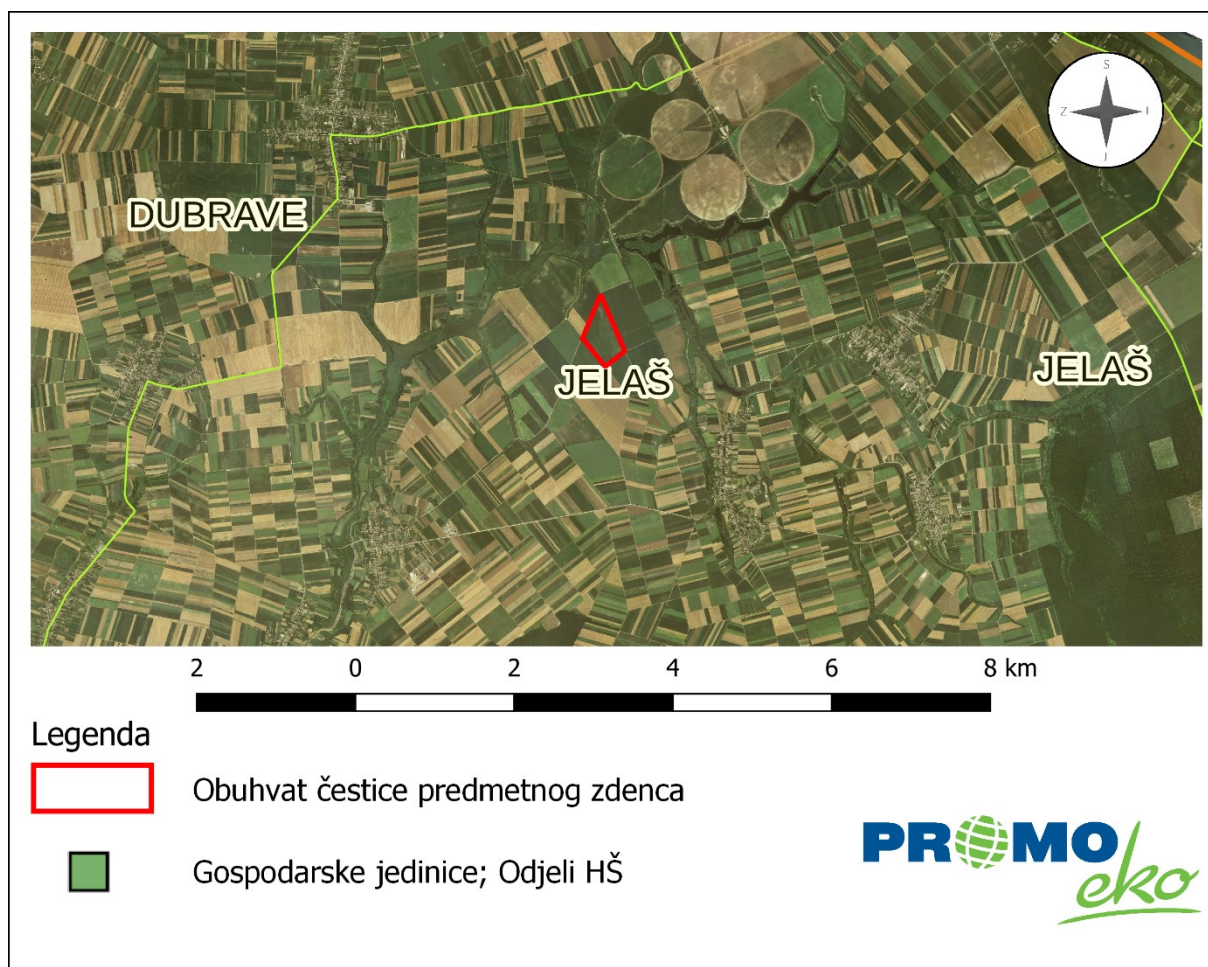 S
Z I
J
DUBRAVE
JELAŠ
JELAŠ
2 0 2 4 6 8 km
Legenda
Obuhvat čestice predmetnog zdenca
Gospodarske jedinice; Odjeli HŠ
PROMO
eko